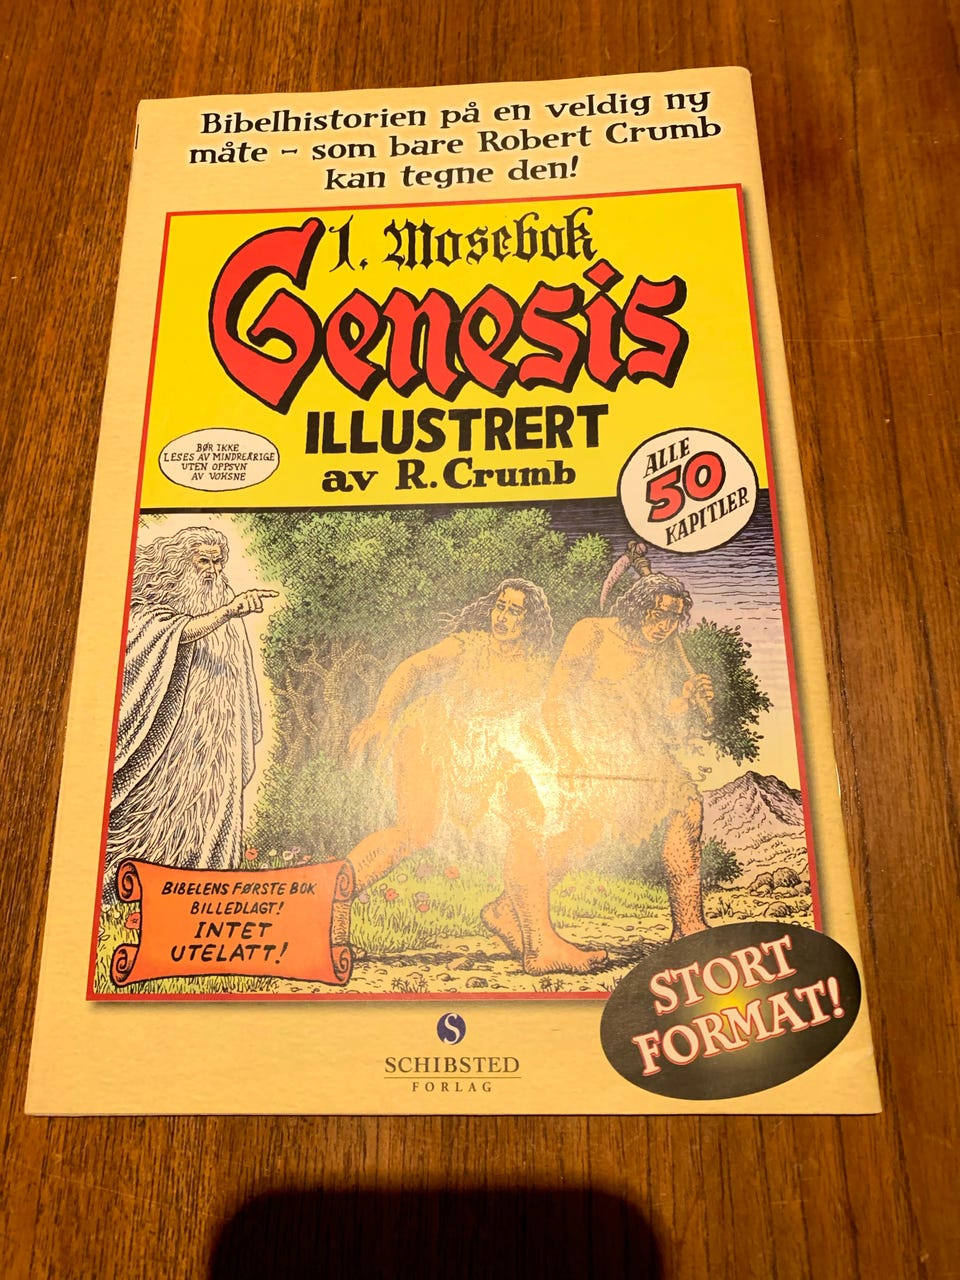 Bibelhistorien på en veldig ny
måte – som bare Robert Crumb
kan tegne den!
1. Mosebok
Genesis
ILLUSTRERT
av R. Crumb
BØR IKKE
LESES AV MINDREÅRIGE
UTEN OPPSYN
AV VOKSNE
ALLE
50
KAPITLER
BIBELENS FØRSTE BOK
BILLEDLAGT!
INTET
UTELATT!
STORT
FORMAT!
S
SCHIBSTED
FORLAG